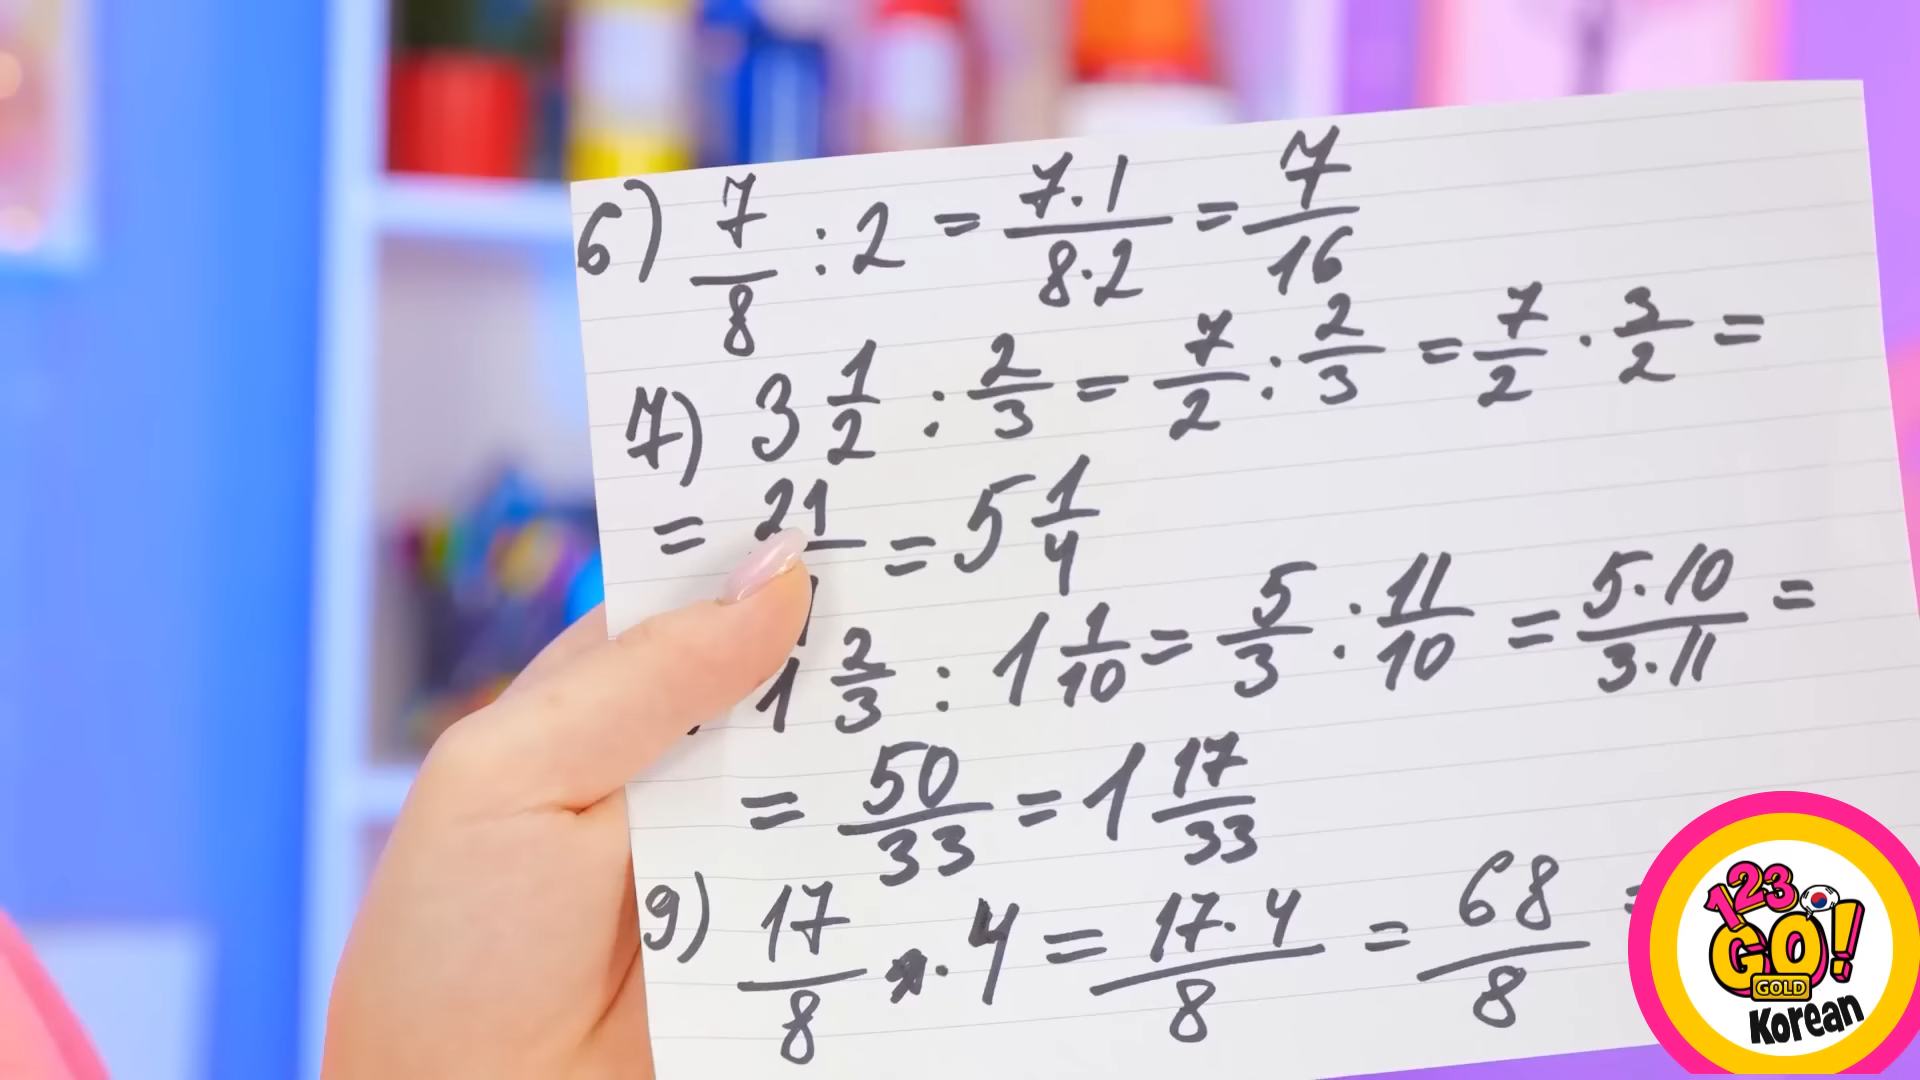 6) 7/8 : 2 = 7·1/8·2 = 7/16
7) 3 1/2 : 2/3 = 7/2 : 2/3 = 7/2 · 3/2 =
= 21/ = 5 1/4
1 2/3 : 1 1/10 = 5/3 : 11/10 = 5·10/3·11 =
= 50/33 = 1 17/33
9) 17/8 · 4 = 17·4/8 = 68/8 =
123
GO!
GOLD
Korean